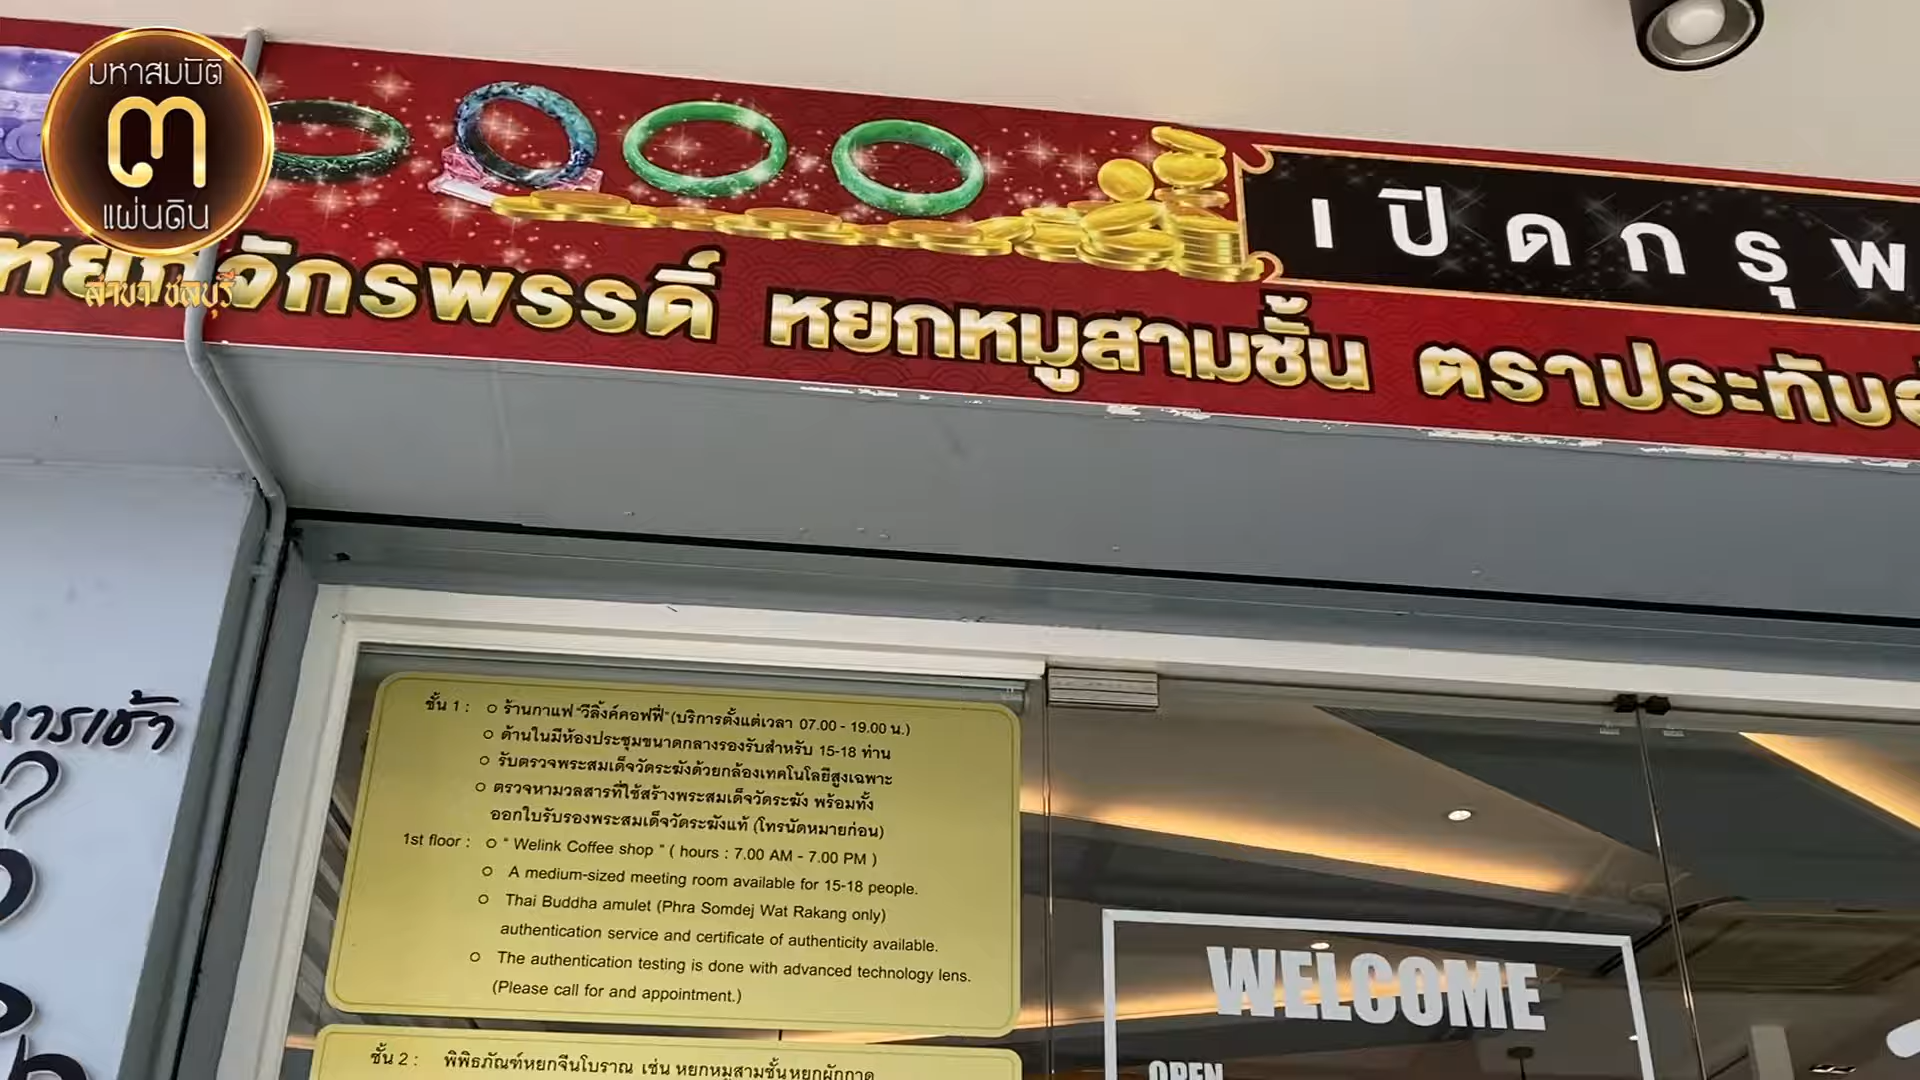 มหาสมบัติ
๓
แผ่นดิน
สาขา ชลบุรี
เปิดกรุพ
หยกจักรพรรดิ์ หยกหมูสามชั้น ตราประทับ
หารเช้า
?
ชั้น 1 : ร้านกาแฟ "วีลิ้งค์คอฟฟี่" (บริการตั้งแต่เวลา 07.00 - 19.00 น.)
ด้านในมีห้องประชุมขนาดกลางรองรับสำหรับ 15-18 ท่าน
รับตรวจพระสมเด็จวัดระฆังด้วยกล้องเทคโนโลยีสูงเฉพาะ
ตรวจหามวลสารที่ใช้สร้างพระสมเด็จวัดระฆัง พร้อมทั้ง
ออกใบรับรองพระสมเด็จวัดระฆังแท้ (โทรนัดหมายก่อน)
1st floor : " Welink Coffee shop " ( hours : 7.00 AM - 7.00 PM )
A medium-sized meeting room available for 15-18 people.
Thai Buddha amulet (Phra Somdej Wat Rakang only)
authentication service and certificate of authenticity available.
The authentication testing is done with advanced technology lens.
(Please call for and appointment.)
ชั้น 2 : พิพิธภัณฑ์หยกจีนโบราณ เช่น หยกหมูสามชั้น หยกผักกาด
WELCOME
OPEN